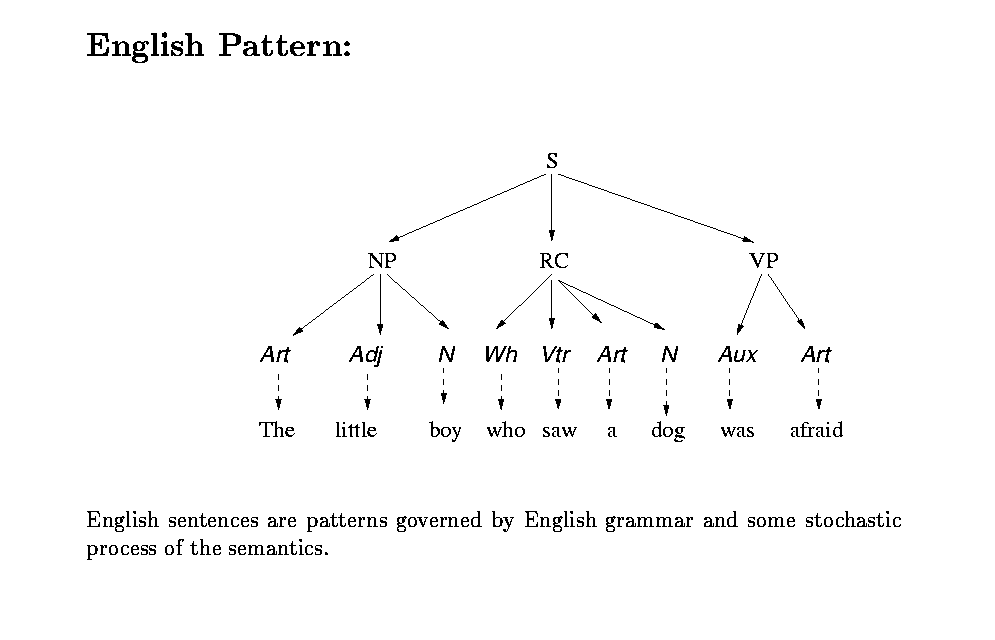 English Pattern:
S
NP RC VP
Art Adj N Wh Vtr Art N Aux Art
The little boy who saw a dog was afraid
English sentences are patterns governed by English grammar and some stochastic
process of the semantics.